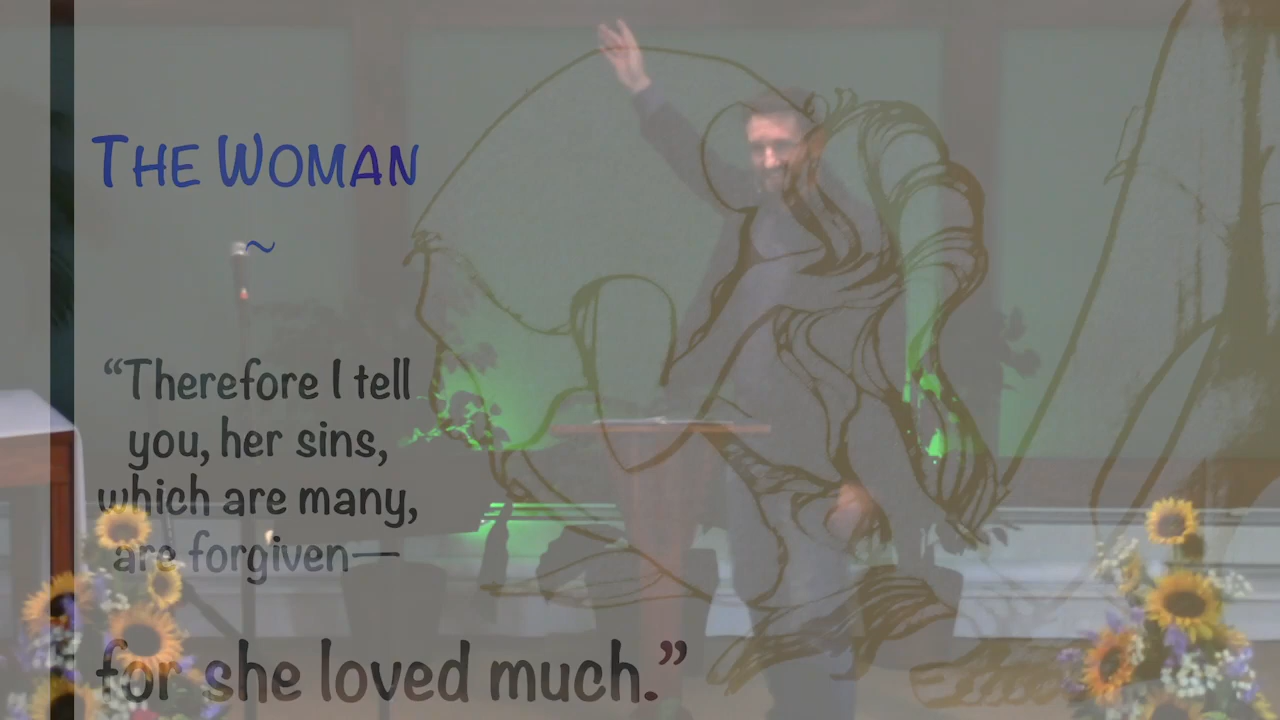 THE WOMAN
~
“Therefore I tell
you, her sins,
which are many,
are forgiven—
for she loved much.”